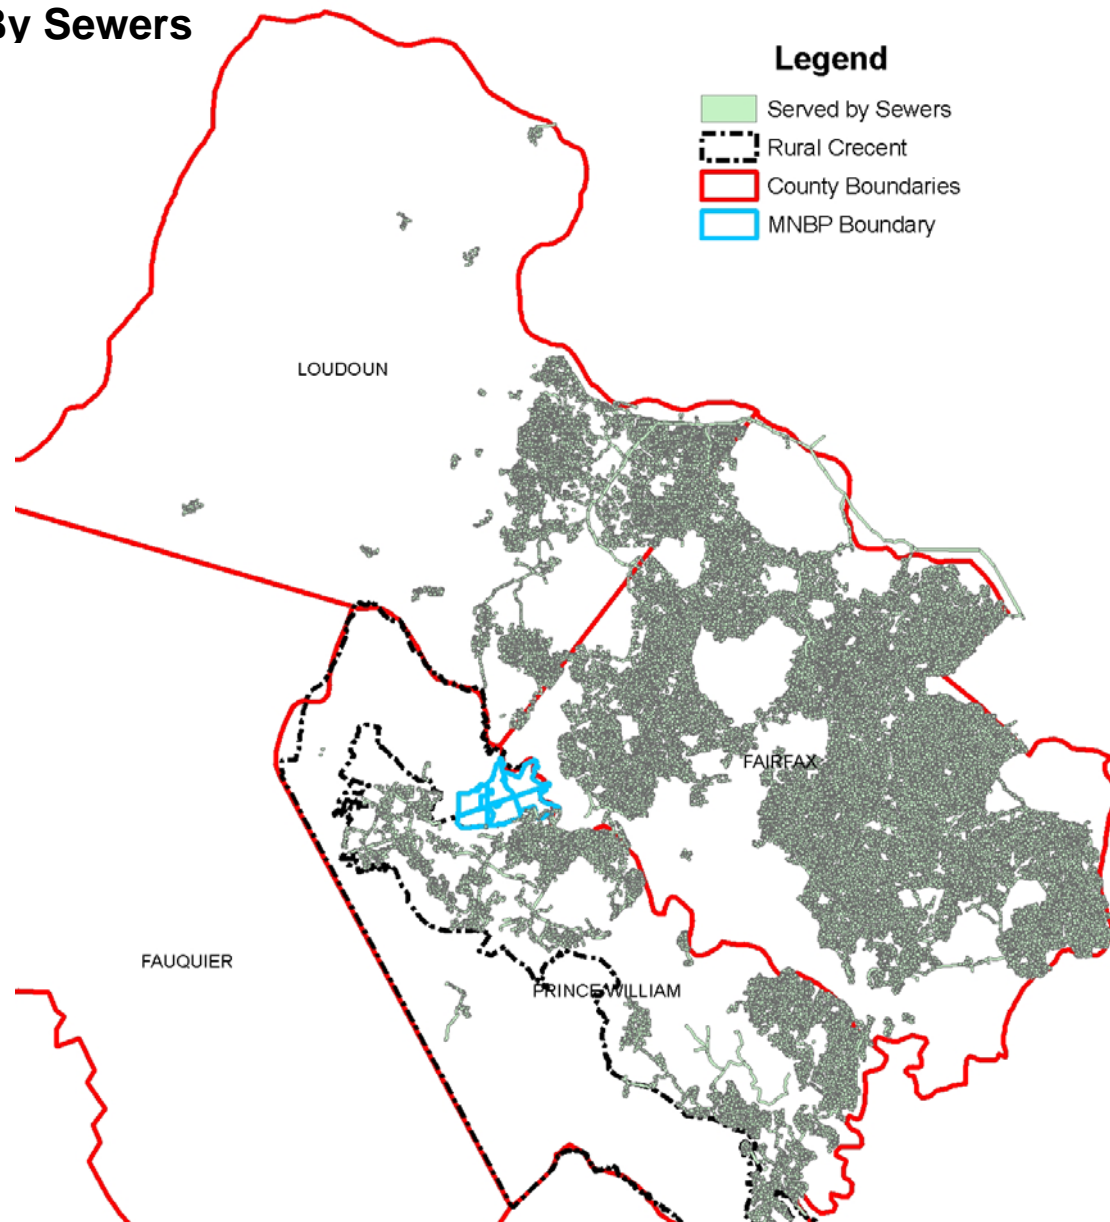 By Sewers
Legend
Served by Sewers
Rural Crecent
County Boundaries
MNBP Boundary
LOUDOUN
FAIRFAX
FAUQUIER
PRINCE WILLIAM